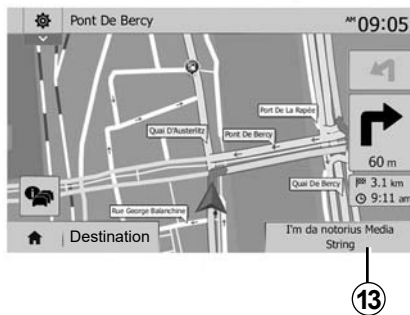 Pont De Bercy
AM 09:05
Port De La Rapée
Quai D'Austerlitz
Pont De Bercy
60 m
Quai De Bercy
3.1 km
9:11 am
Rue George Balanchine
Destination
I'm da notorius Media
String
13